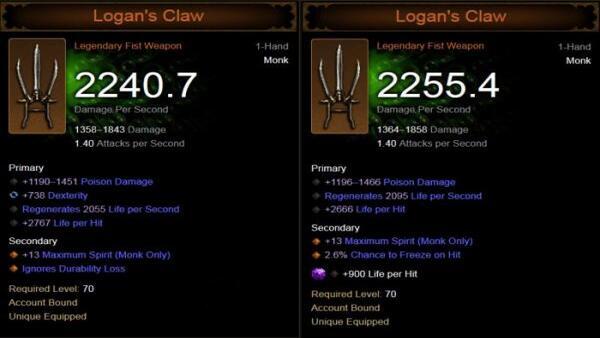 Logan's Claw
Legendary Fist Weapon
1-Hand
Monk
2240.7
Damage Per Second
1358–1843 Damage
1.40 Attacks per Second
Primary
+1190–1451 Poison Damage
+738 Dexterity
Regenerates 2055 Life per Second
+2767 Life per Hit
Secondary
+13 Maximum Spirit (Monk Only)
Ignores Durability Loss
Required Level: 70
Account Bound
Unique Equipped
Logan's Claw
Legendary Fist Weapon
1-Hand
Monk
2255.4
Damage Per Second
1364–1858 Damage
1.40 Attacks per Second
Primary
+1196–1466 Poison Damage
Regenerates 2095 Life per Second
+2666 Life per Hit
Secondary
+13 Maximum Spirit (Monk Only)
2.6% Chance to Freeze on Hit
+900 Life per Hit
Required Level: 70
Account Bound
Unique Equipped